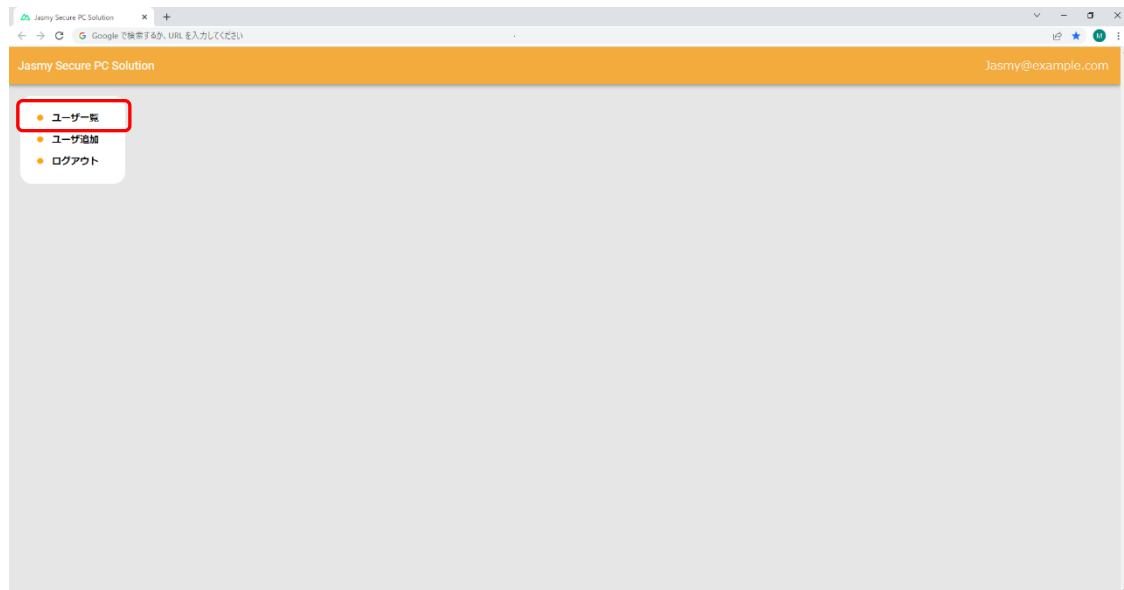 Jasmy Secure PC Solution
G Google で検索するか、URL を入力してください
M
Jasmy Secure PC Solution
Jasmy@example.com
ユーザ一覧
ユーザ追加
ログアウト